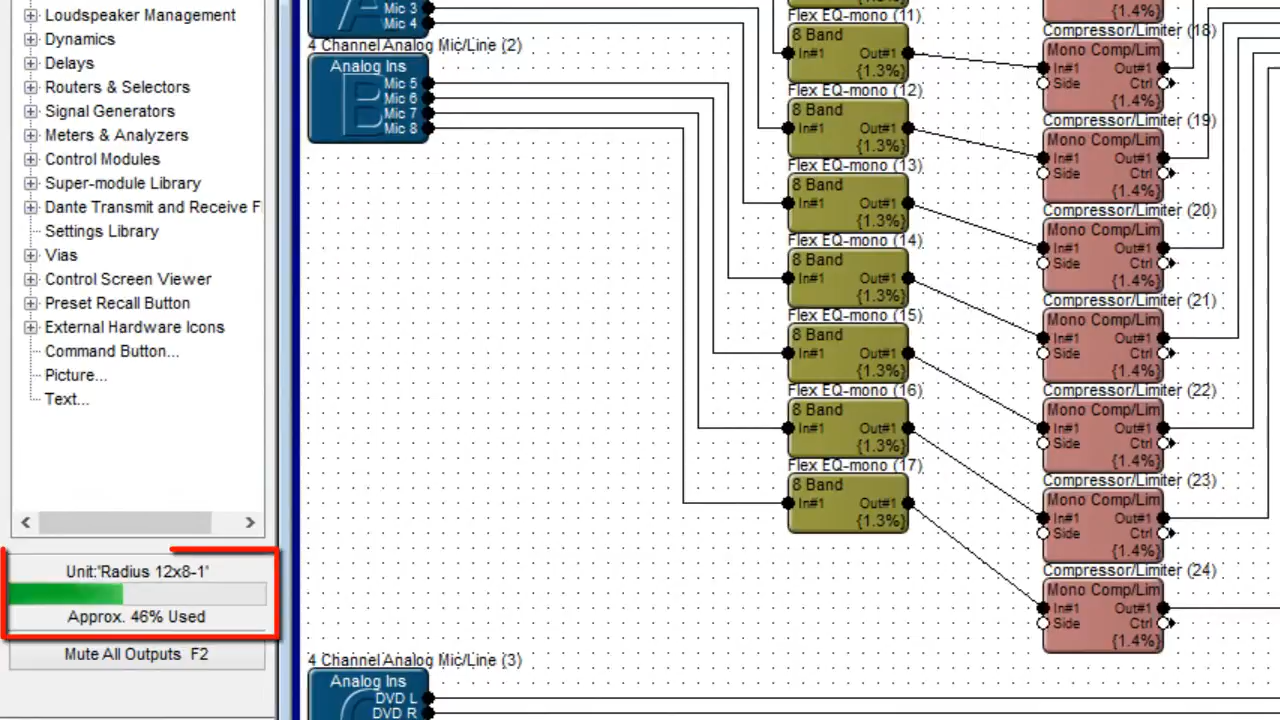 Loudspeaker Management
Dynamics
Delays
Routers & Selectors
Signal Generators
Meters & Analyzers
Control Modules
Super-module Library
Dante Transmit and Receive F
Settings Library
Vias
Control Screen Viewer
Preset Recall Button
External Hardware Icons
Command Button...
Picture...
Text...
Unit:'Radius 12x8-1'
Approx. 46% Used
Mute All Outputs F2
Mic 3
Mic 4
4 Channel Analog Mic/Line (2)
Analog Ins
B
Mic 5
Mic 6
Mic 7
Mic 8
4 Channel Analog Mic/Line (3)
Analog Ins
DVD L
DVD R
Flex EQ-mono (11)
8 Band
In#1 Out#1
{1.3%}
Flex EQ-mono (12)
8 Band
In#1 Out#1
{1.3%}
Flex EQ-mono (13)
8 Band
In#1 Out#1
{1.3%}
Flex EQ-mono (14)
8 Band
In#1 Out#1
{1.3%}
Flex EQ-mono (15)
8 Band
In#1 Out#1
{1.3%}
Flex EQ-mono (16)
8 Band
In#1 Out#1
{1.3%}
Flex EQ-mono (17)
8 Band
In#1 Out#1
{1.3%}
{1.4%}
Compressor/Limiter (18)
Mono Comp/Lim
In#1 Out#1
Side Ctrl
{1.4%}
Compressor/Limiter (19)
Mono Comp/Lim
In#1 Out#1
Side Ctrl
{1.4%}
Compressor/Limiter (20)
Mono Comp/Lim
In#1 Out#1
Side Ctrl
{1.4%}
Compressor/Limiter (21)
Mono Comp/Lim
In#1 Out#1
Side Ctrl
{1.4%}
Compressor/Limiter (22)
Mono Comp/Lim
In#1 Out#1
Side Ctrl
{1.4%}
Compressor/Limiter (23)
Mono Comp/Lim
In#1 Out#1
Side Ctrl
{1.4%}
Compressor/Limiter (24)
Mono Comp/Lim
In#1 Out#1
Side Ctrl
{1.4%}